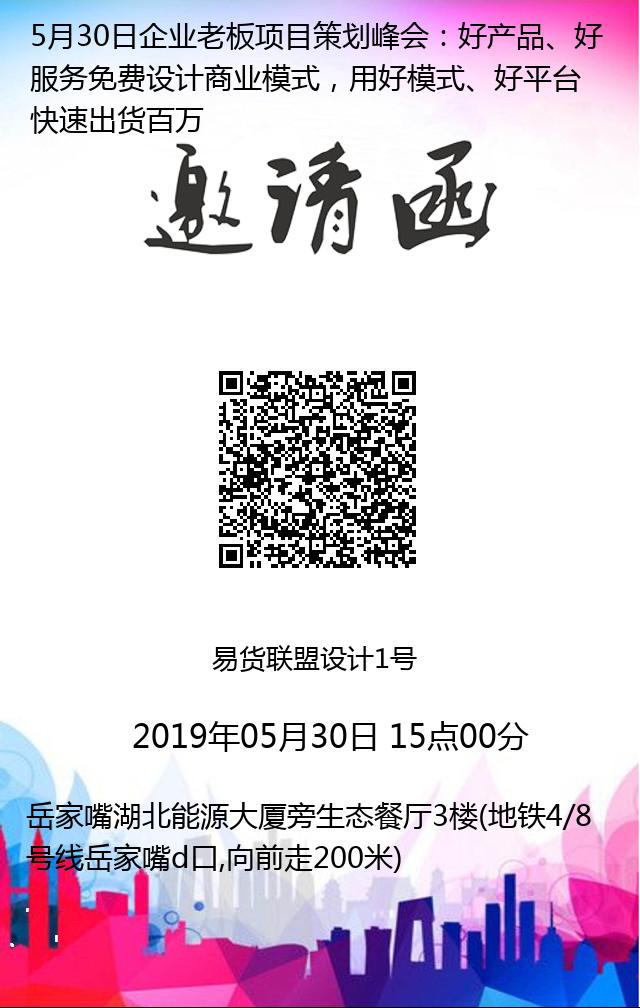 5月30日企业老板项目策划峰会：好产品、好
服务免费设计商业模式，用好模式、好平台
快速出货百万
邀请函
易货联盟设计1号
2019年05月30日 15点00分
岳家嘴湖北能源大厦旁生态餐厅3楼(地铁4/8
号线岳家嘴d口,向前走200米)